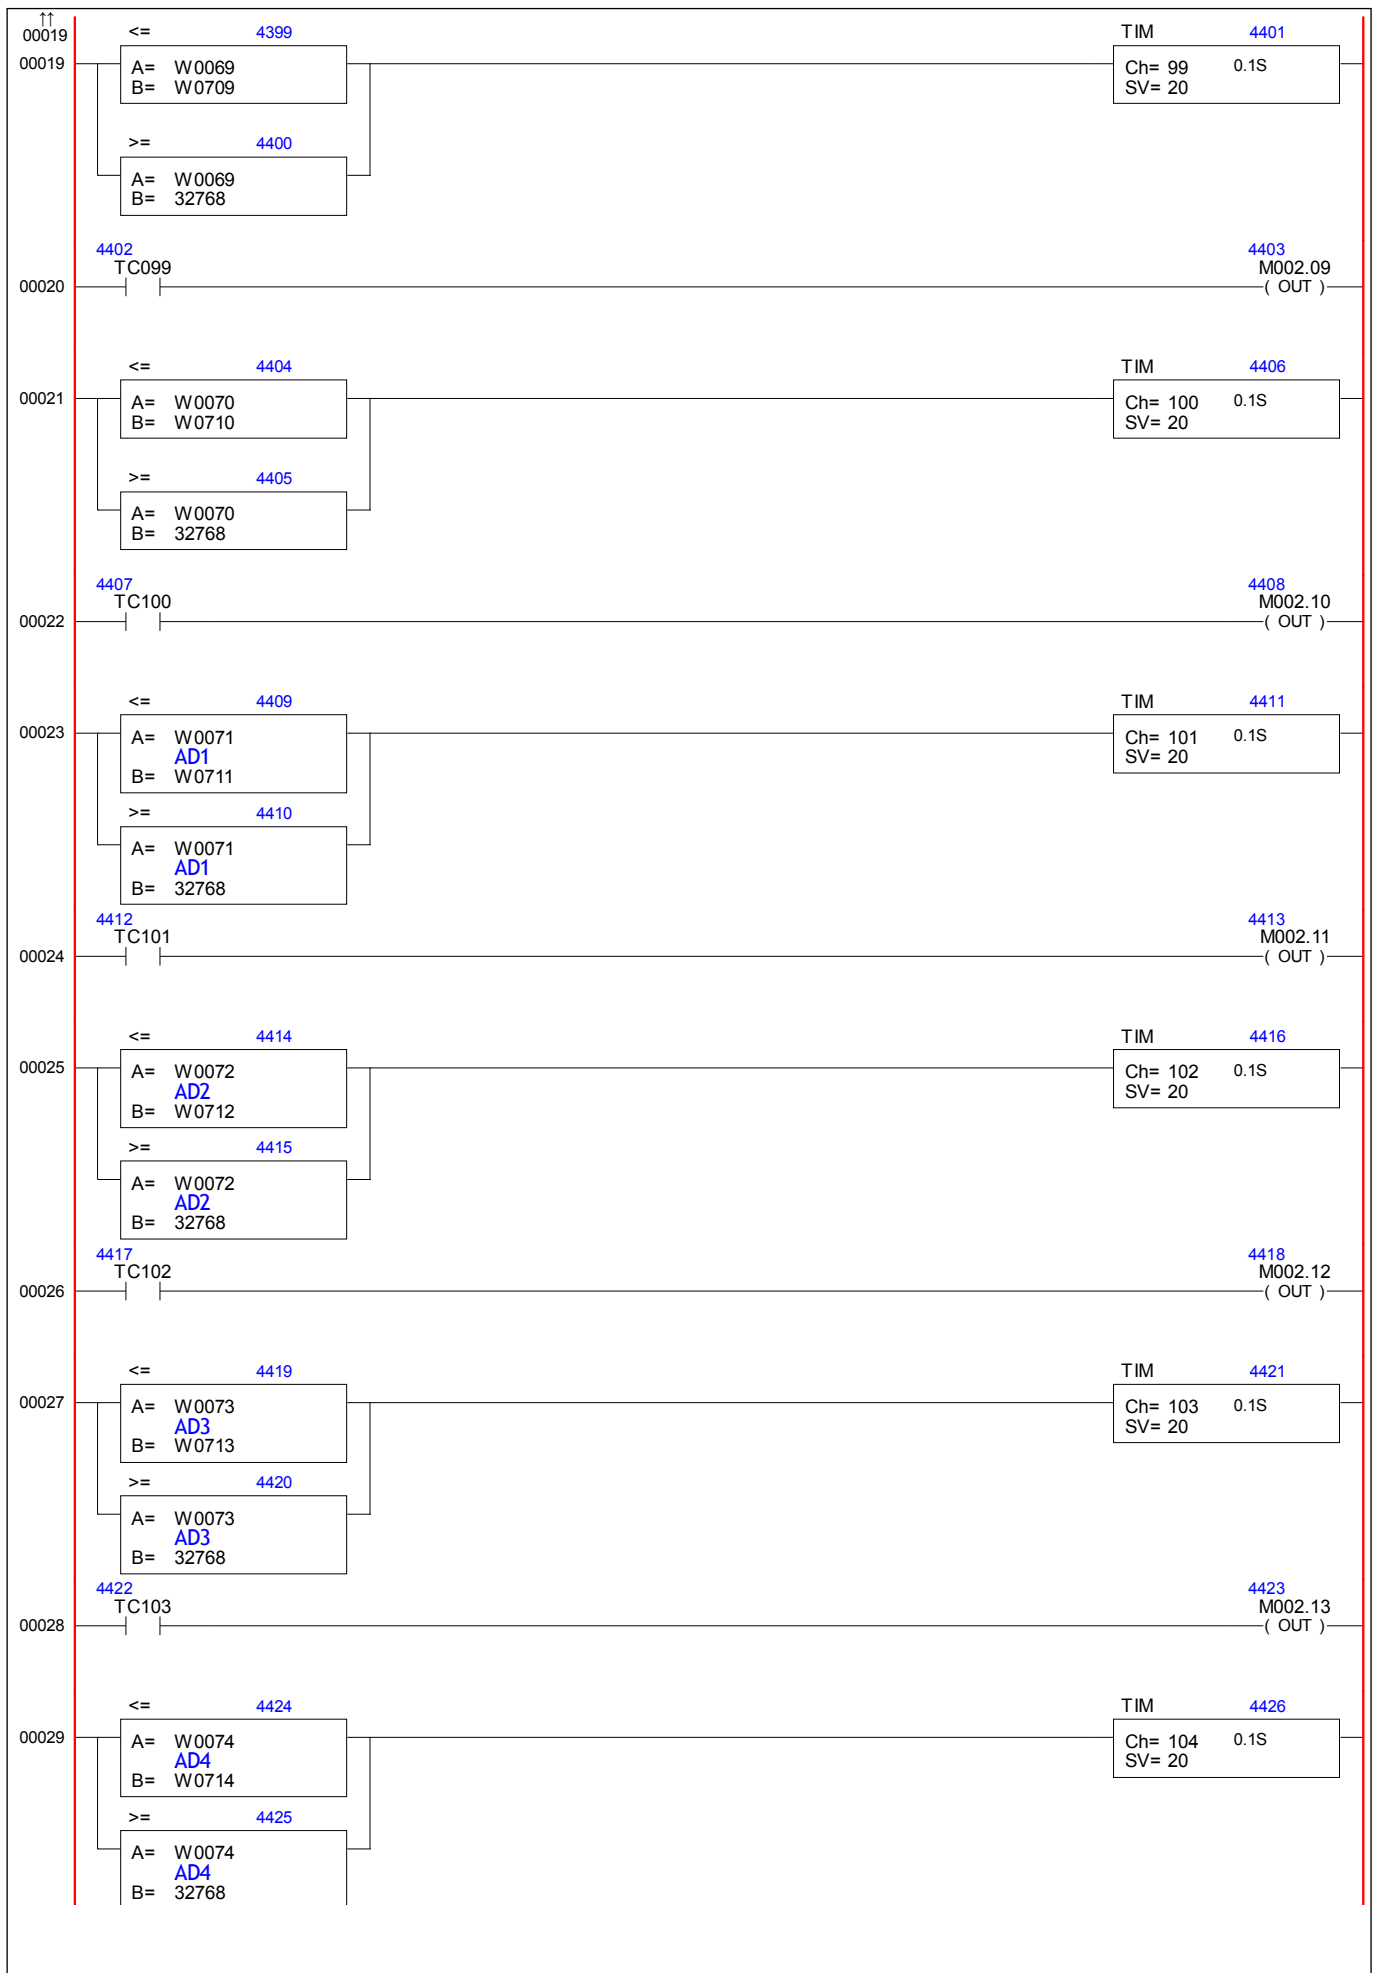 ↑↑
00019
<= 4399 TIM 4401
00019 A= W0069 Ch= 99 0.1S
B= W0709 SV= 20
>= 4400
A= W0069
B= 32768
4402 4403
TC099 M002.09
00020 ( OUT )
<= 4404 TIM 4406
00021 A= W0070 Ch= 100 0.1S
B= W0710 SV= 20
>= 4405
A= W0070
B= 32768
4407 4408
TC100 M002.10
00022 ( OUT )
<= 4409 TIM 4411
00023 A= W0071 Ch= 101 0.1S
AD1 SV= 20
B= W0711
>= 4410
A= W0071
AD1
B= 32768
4412 4413
TC101 M002.11
00024 ( OUT )
<= 4414 TIM 4416
00025 A= W0072 Ch= 102 0.1S
AD2 SV= 20
B= W0712
>= 4415
A= W0072
AD2
B= 32768
4417 4418
TC102 M002.12
00026 ( OUT )
<= 4419 TIM 4421
00027 A= W0073 Ch= 103 0.1S
AD3 SV= 20
B= W0713
>= 4420
A= W0073
AD3
B= 32768
4422 4423
TC103 M002.13
00028 ( OUT )
<= 4424 TIM 4426
00029 A= W0074 Ch= 104 0.1S
AD4 SV= 20
B= W0714
>= 4425
A= W0074
AD4
B= 32768